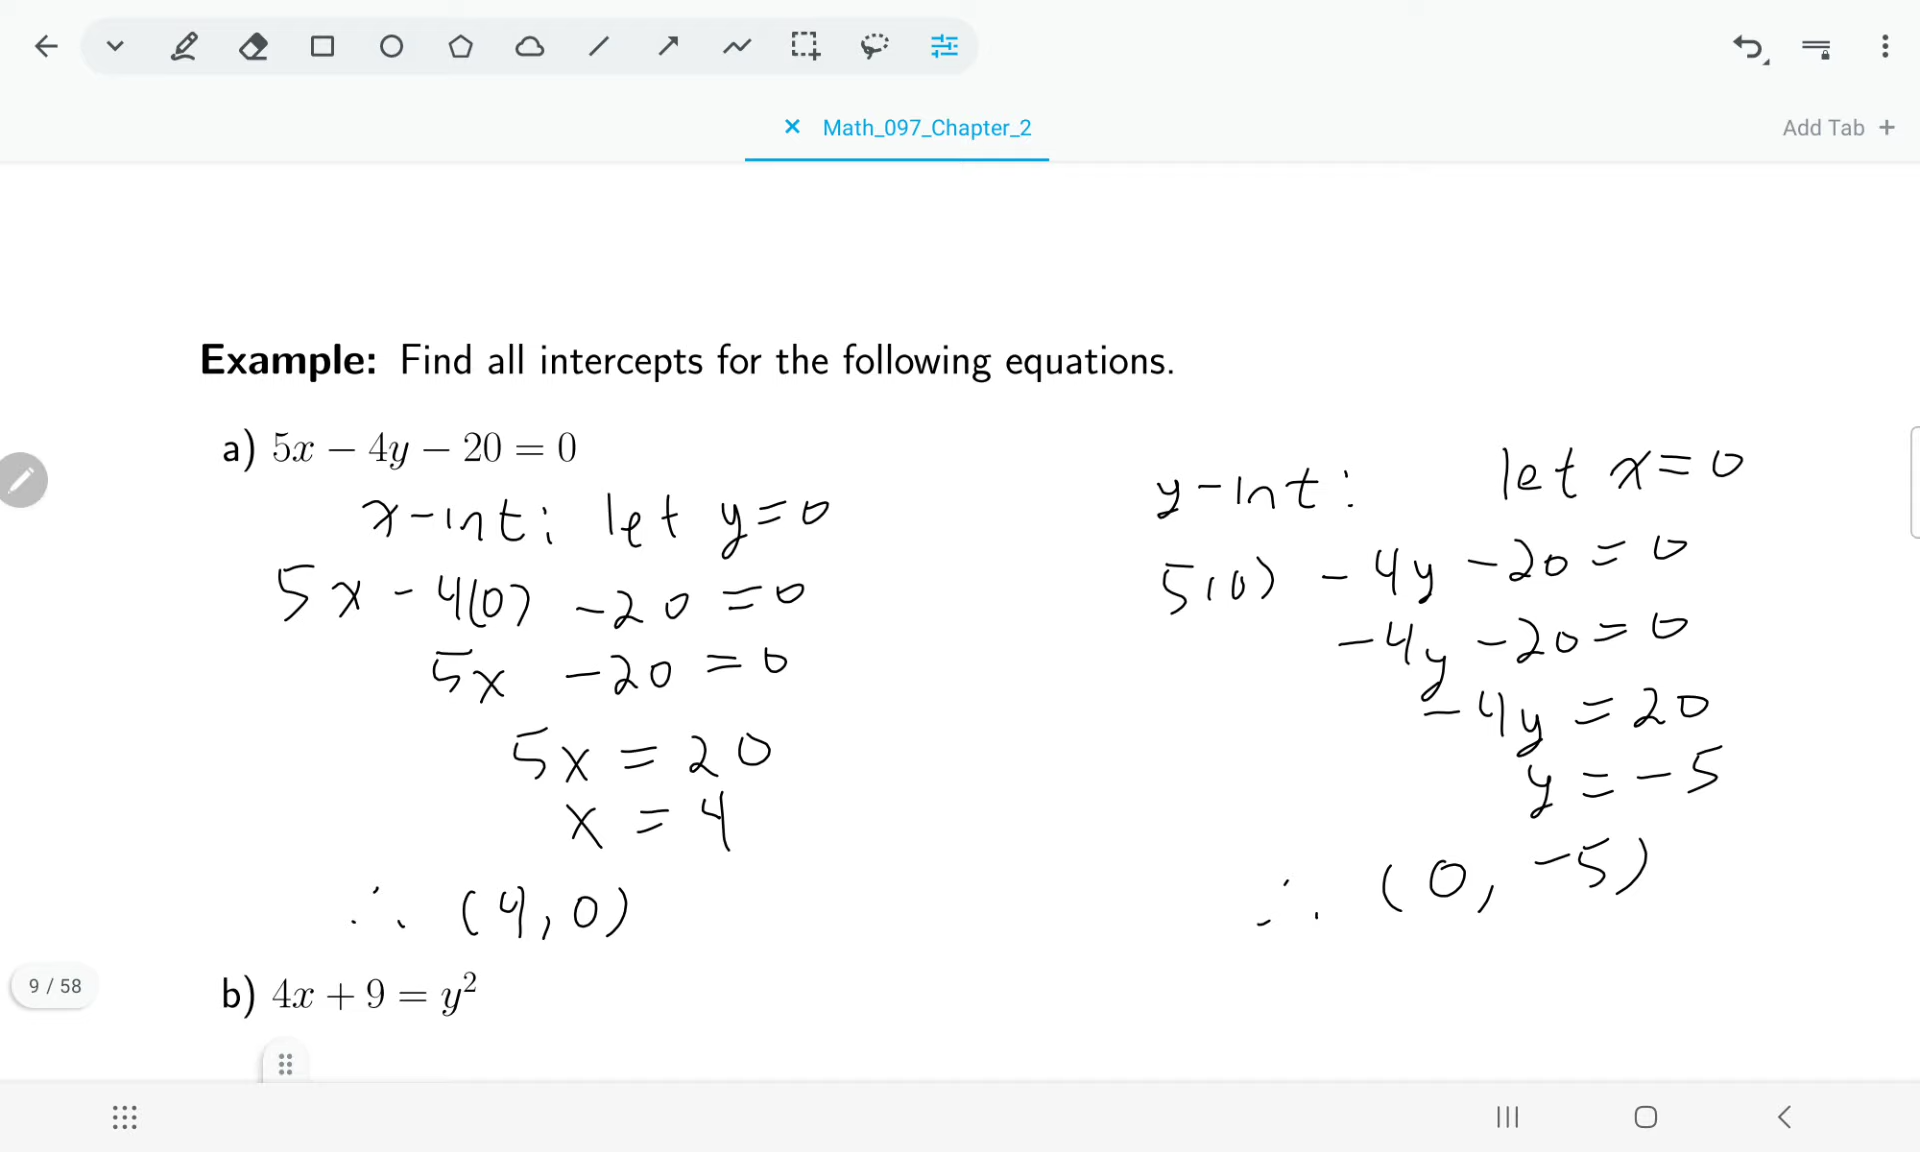 Math_097_Chapter_2
Add Tab +
Example: Find all intercepts for the following equations.
a) 5x − 4y − 20 = 0
x-int: let y=0
5x - 4(0) -20 =0
5x -20 =0
5x = 20
x = 4
∴ (4,0)
y-int: let x=0
5(0) - 4y -20=0
-4y -20=0
-4y =20
y = -5
∴ (0, -5)
b) 4x + 9 = y²
9 / 58